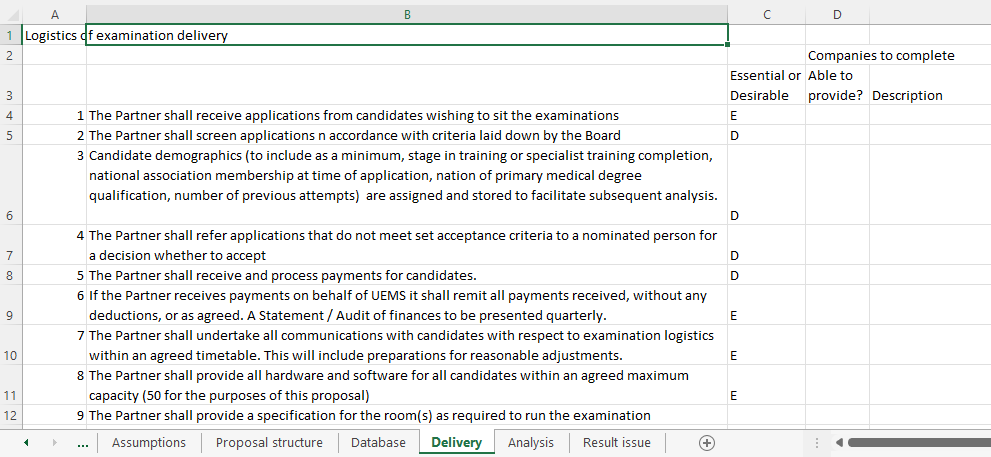 A B C D
1 Logistics of examination delivery
2 Companies to complete
Essential or Able to
3 Desirable provide? Description
4 1 The Partner shall receive applications from candidates wishing to sit the examinations E
5 2 The Partner shall screen applications n accordance with criteria laid down by the Board D
3 Candidate demographics (to include as a minimum, stage in training or specialist training completion,
national association membership at time of application, nation of primary medical degree
qualification, number of previous attempts) are assigned and stored to facilitate subsequent analysis.
6 D
4 The Partner shall refer applications that do not meet set acceptance criteria to a nominated person for
7 a decision whether to accept D
8 5 The Partner shall receive and process payments for candidates. D
6 If the Partner receives payments on behalf of UEMS it shall remit all payments received, without any
9 deductions, or as agreed. A Statement / Audit of finances to be presented quarterly. E
7 The Partner shall undertake all communications with candidates with respect to examination logistics
10 within an agreed timetable. This will include preparations for reasonable adjustments. E
8 The Partner shall provide all hardware and software for all candidates within an agreed maximum
11 capacity (50 for the purposes of this proposal) E
12 9 The Partner shall provide a specification for the room(s) as required to run the examination
... Assumptions Proposal structure Database Delivery Analysis Result issue